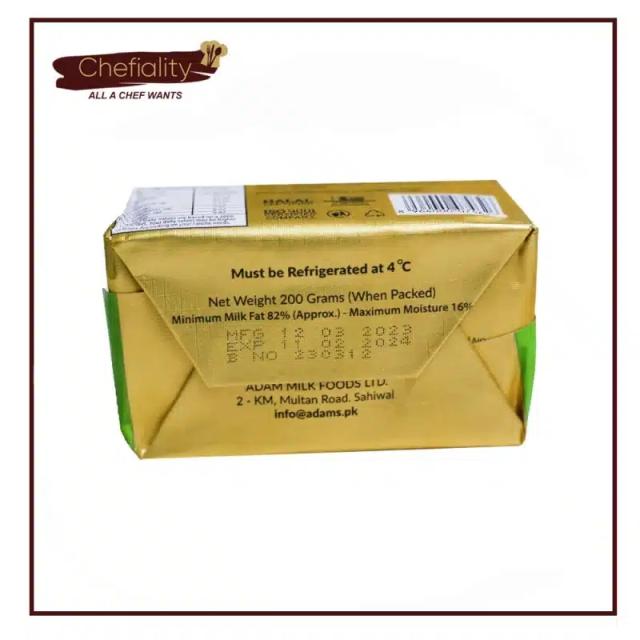 Chefiality
ALL A CHEF WANTS
HALAL
Must be Refrigerated at 4°C
Net Weight 200 Grams (When Packed)
Minimum Milk Fat 82% (Approx.) - Maximum Moisture 16%
MFG 12 03 2023
EXP 11 02 2024
B NO 230312
ADAM MILK FOODS LTD.
2 - KM, Multan Road. Sahiwal
info@adams.pk